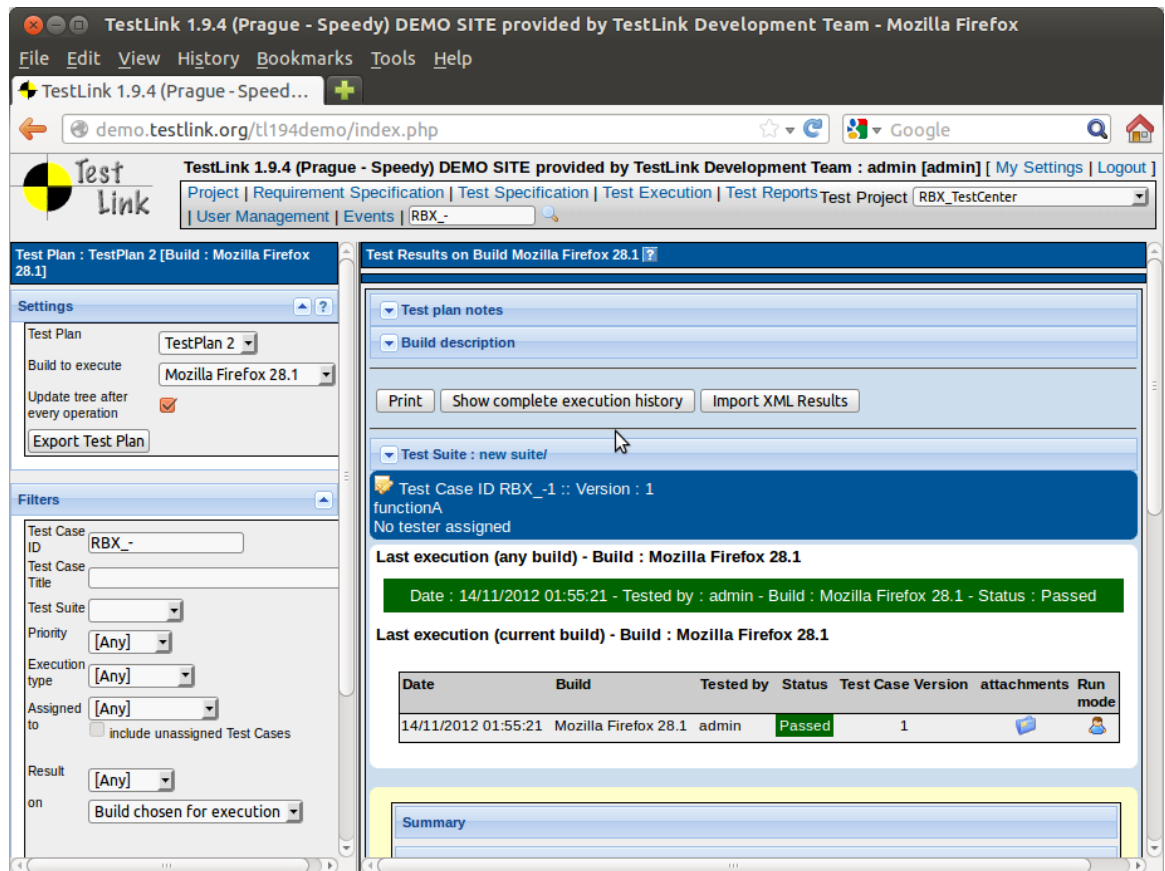 TestLink 1.9.4 (Prague - Speedy) DEMO SITE provided by TestLink Development Team - Mozilla Firefox
File Edit View History Bookmarks Tools Help
TestLink 1.9.4 (Prague - Speed...
demo.testlink.org/tl194demo/index.php
Google
Test Link
TestLink 1.9.4 (Prague - Speedy) DEMO SITE provided by TestLink Development Team : admin [admin] [ My Settings | Logout ]
Project | Requirement Specification | Test Specification | Test Execution | Test Reports
| User Management | Events | RBX_-
Test Project RBX_TestCenter
Test Plan : TestPlan 2 [Build : Mozilla Firefox
28.1]
Settings ?
Test Plan TestPlan 2
Build to execute Mozilla Firefox 28.1
Update tree after
every operation
Export Test Plan
Filters
Test Case
ID RBX_-
Test Case
Title
Test Suite
Priority [Any]
Execution
type [Any]
Assigned
to [Any]
include unassigned Test Cases
Result [Any]
on Build chosen for execution
Test Results on Build Mozilla Firefox 28.1 ?
Test plan notes
Build description
Print Show complete execution history Import XML Results
Test Suite : new suite/
Test Case ID RBX_-1 :: Version : 1
functionA
No tester assigned
Last execution (any build) - Build : Mozilla Firefox 28.1
Date : 14/11/2012 01:55:21 - Tested by : admin - Build : Mozilla Firefox 28.1 - Status : Passed
Last execution (current build) - Build : Mozilla Firefox 28.1
Date Build Tested by Status Test Case Version attachments Run
mode
14/11/2012 01:55:21 Mozilla Firefox 28.1 admin Passed 1
Summary